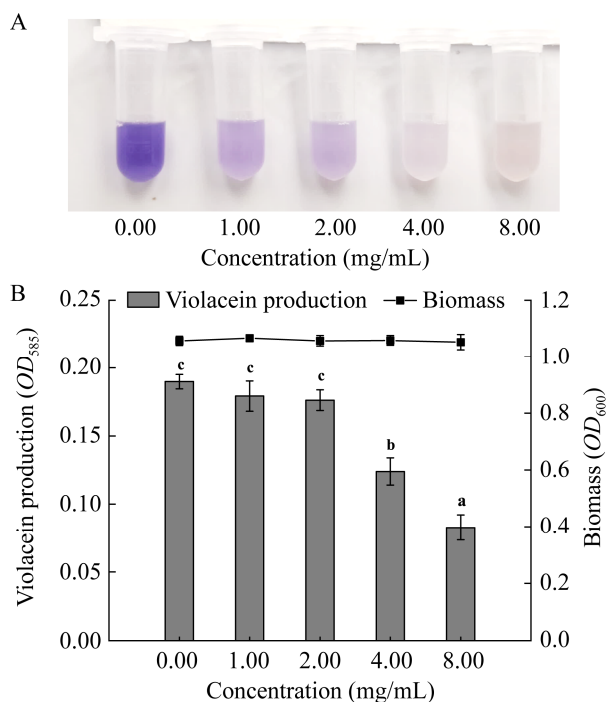 A
0.00 1.00 2.00 4.00 8.00
Concentration (mg/mL)
B
Violacein production Biomass
0.25 1.2
0.20 1.0
0.15 0.8
0.10 0.6
0.05 0.4
0.00 0.2
0.0
c c c b a
Violacein production (OD585)
Biomass (OD600)
0.00 1.00 2.00 4.00 8.00
Concentration (mg/mL)